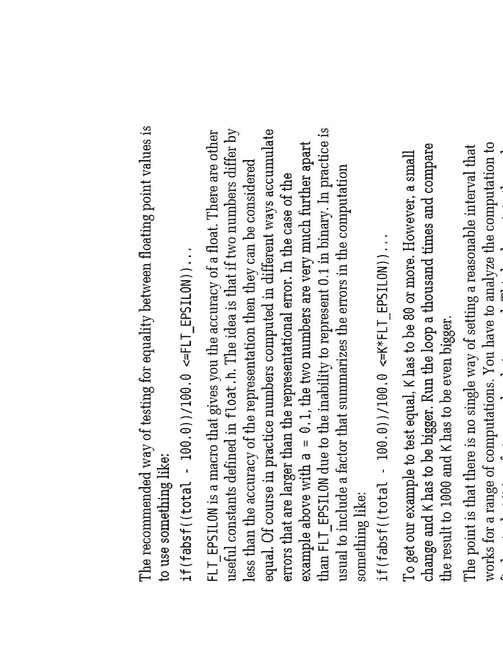 The recommended way of testing for equality between floating point values is
to use something like:
if(fabsf((total - 100.0))/100.0 <=FLT_EPSILON))...
FLT_EPSILON is a macro that gives you the accuracy of a float. There are other
useful constants defined in float.h. The idea is that if two numbers differ by
less than the accuracy of the representation then they can be considered
equal. Of course in practice numbers computed in different ways accumulate
errors that are larger than the representational error. In the case of the
example above with a = 0.1, the two numbers are very much further apart
than FLT_EPSILON due to the inability to represent 0.1 in binary. In practice is
usual to include a factor that summarizes the errors in the computation
something like:
if(fabsf((total - 100.0))/100.0 <=K*FLT_EPSILON))...
To get our example to test equal, K has to be 80 or more. However, a small
change and K has to be bigger. Run the loop a thousand times and compare
the result to 1000 and K has to be even bigger.
The point is that there is no single way of setting a reasonable interval that
works for a range of computations. You have to analyze the computation to